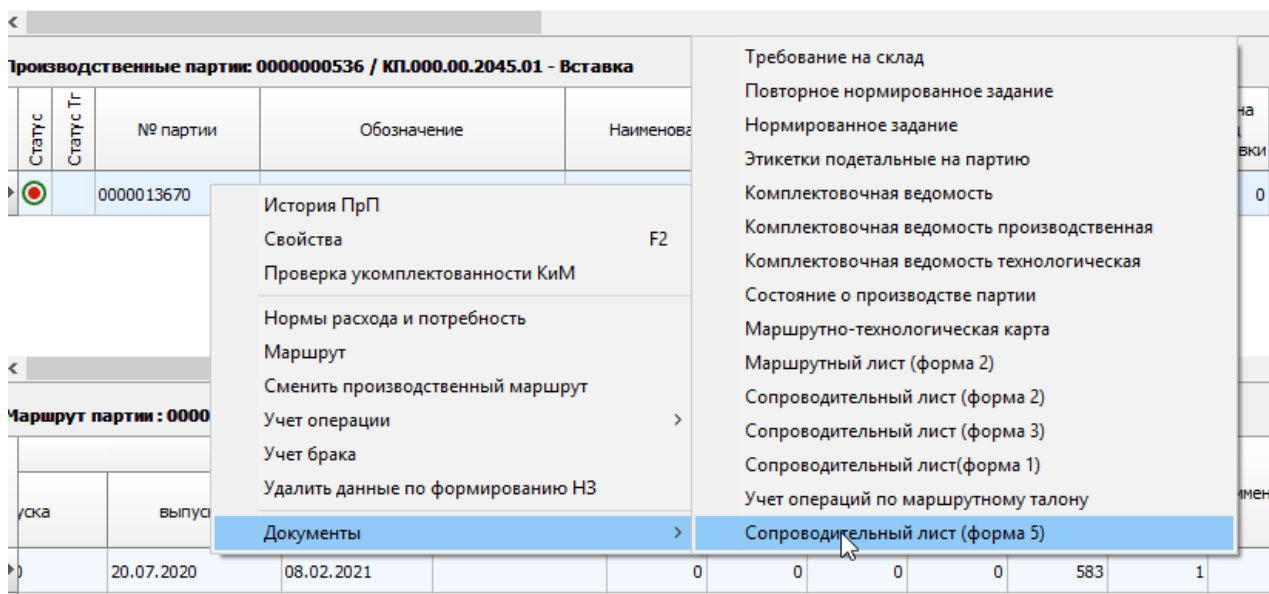 Производственные партии: 0000000536 / КП.000.00.2045.01 - Вставка
Статус
Статус Тг
№ партии
Обозначение
Наименова
на
вки
0000013670
0
История ПрП
Свойства F2
Проверка укомплектованности КиМ
Нормы расхода и потребность
Маршрут
Сменить производственный маршрут
Учет операции
Учет брака
Удалить данные по формированию НЗ
Документы
Требование на склад
Повторное нормированное задание
Нормированное задание
Этикетки подетальные на партию
Комплектовочная ведомость
Комплектовочная ведомость производственная
Комплектовочная ведомость технологическая
Состояние о производстве партии
Маршрутно-технологическая карта
Маршрутный лист (форма 2)
Сопроводительный лист (форма 2)
Сопроводительный лист (форма 3)
Сопроводительный лист(форма 1)
Учет операций по маршрутному талону
Сопроводительный лист (форма 5)
Маршрут партии : 0000
уска
выпус
имен
20.07.2020 08.02.2021 0 0 0 0 583 1